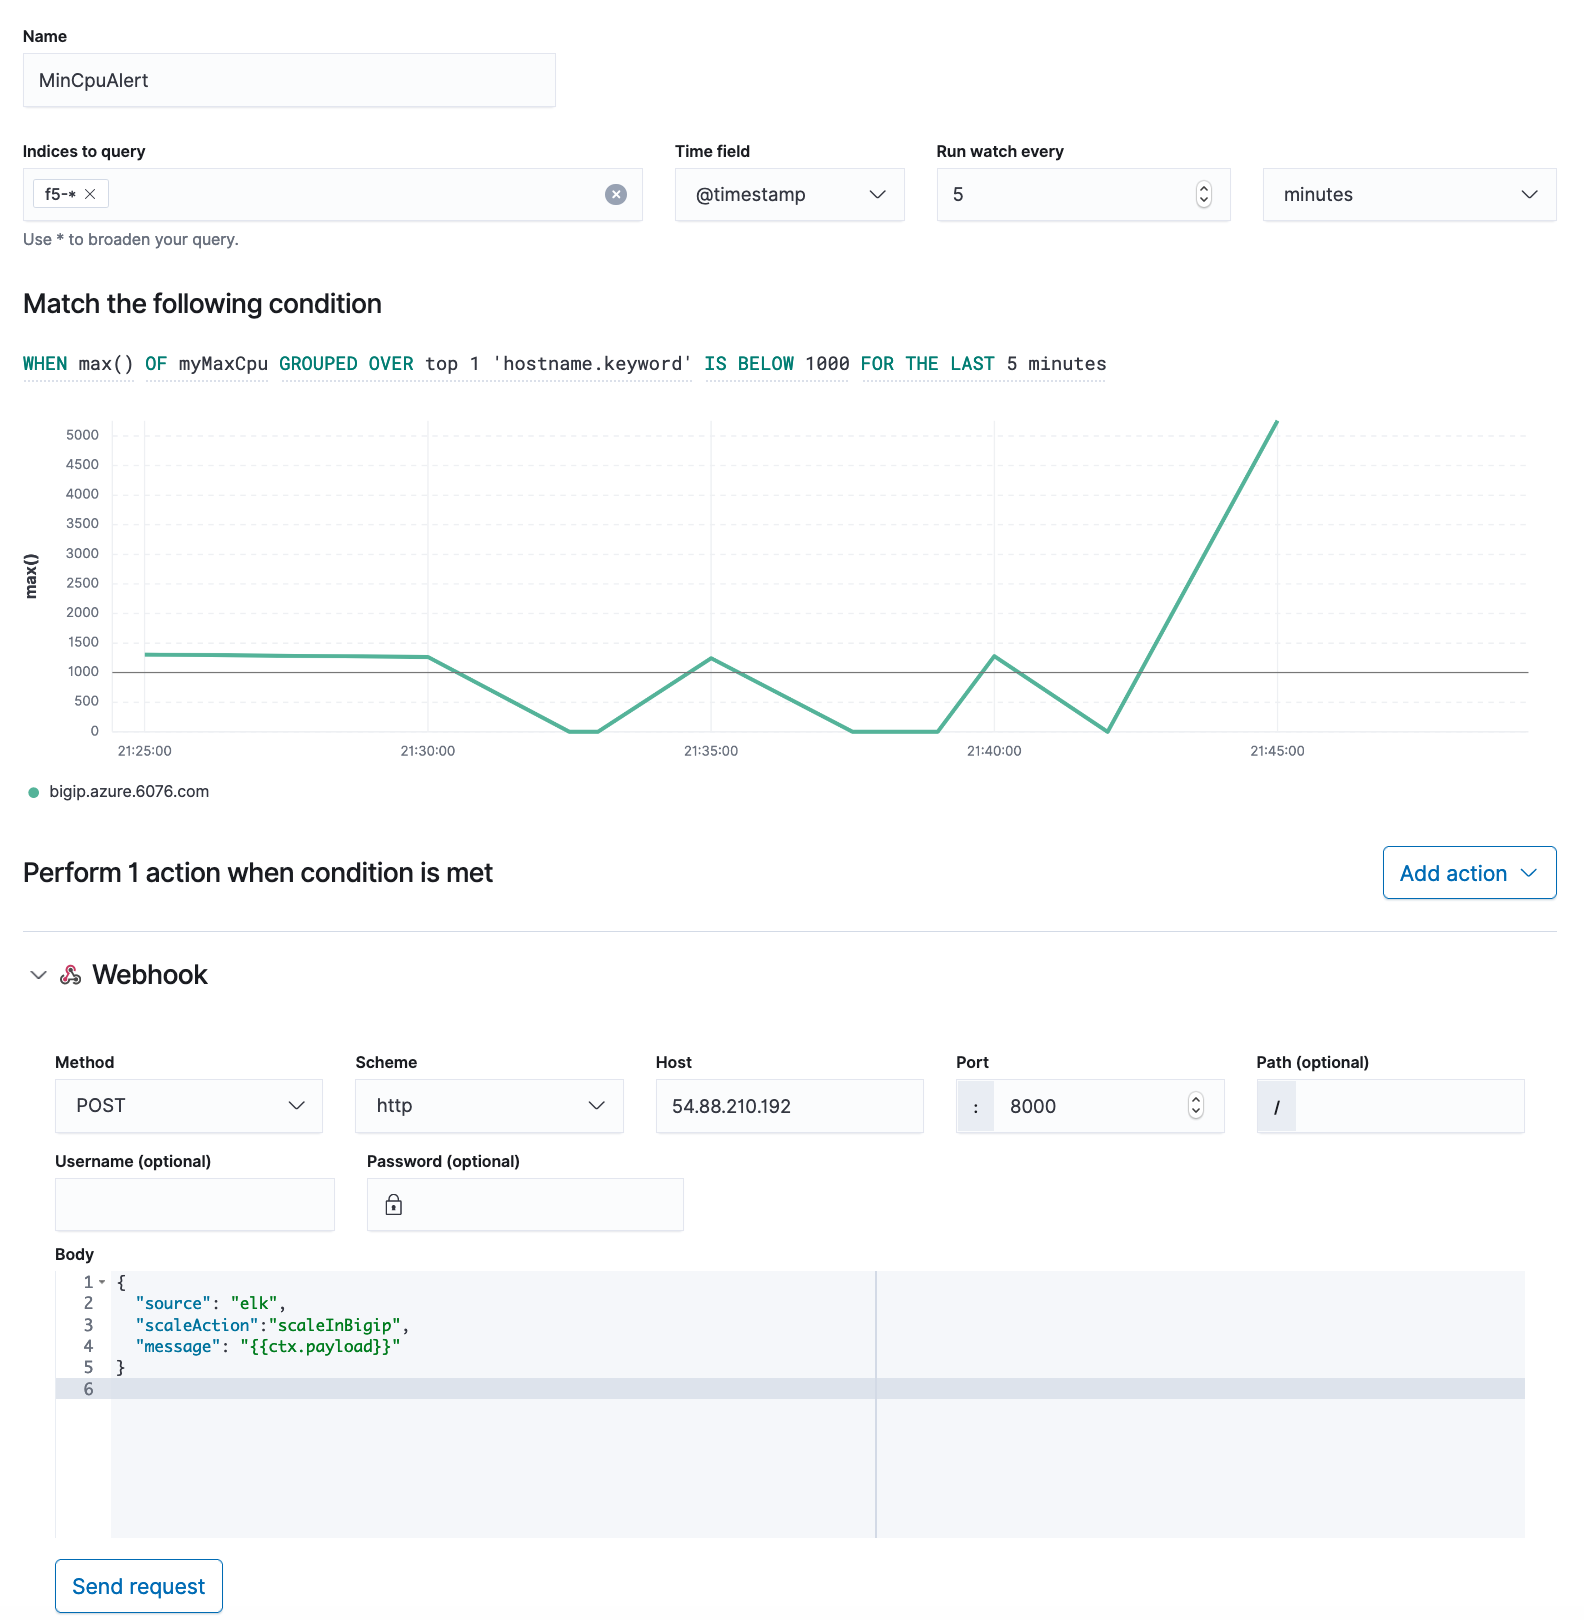 Name
MinCpuAlert
Indices to query
Time field
Run watch every
f5-*
@timestamp
5
minutes
Use * to broaden your query.
Match the following condition
WHEN max() OF myMaxCpu GROUPED OVER top 1 'hostname.keyword' IS BELOW 1000 FOR THE LAST 5 minutes
max()
5000
4500
4000
3500
3000
2500
2000
1500
1000
500
0
21:25:00
21:30:00
21:35:00
21:40:00
21:45:00
bigip.azure.6076.com
Perform 1 action when condition is met
Add action
Webhook
Method
Scheme
Host
Port
Path (optional)
POST
http
54.88.210.192
: 8000
/
Username (optional)
Password (optional)
Body
1 {
2 "source": "elk",
3 "scaleAction":"scaleInBigip",
4 "message": "{{ctx.payload}}"
5 }
6
Send request